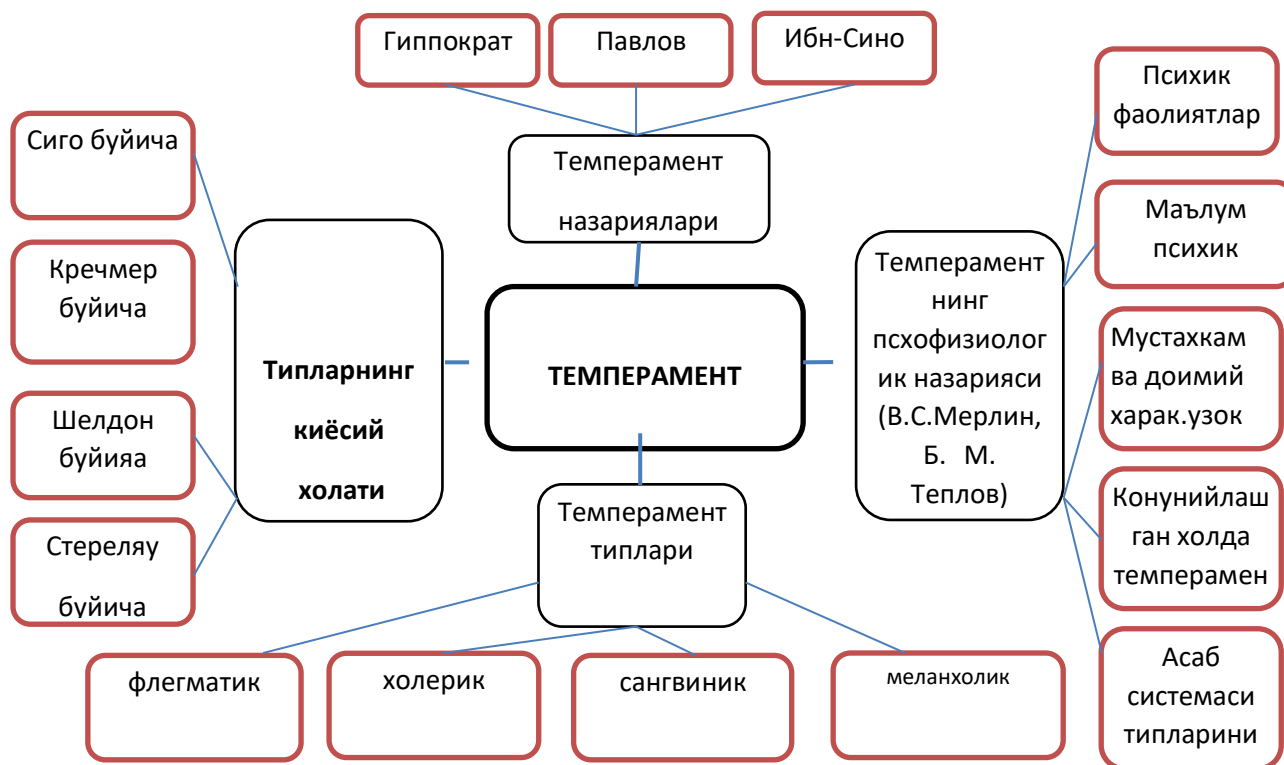 Гиппократ
Павлов
Ибн-Сино
Темперамент
назариялари
Сиго буйича
Кречмер
буйича
Шелдон
буйияа
Стереляу
буйича
Типларнинг
киёсий
холати
ТЕМПЕРАМЕНТ
Темперамент
нинг
псхофизиолог
ик назарияси
(В.С.Мерлин,
Б. М.
Теплов)
Психик
фаолиятлар
Маълум
психик
Мустахкам
ва доимий
харак.узок
Конунийлаш
ган холда
темперамен
Асаб
системаси
типларини
Темперамент
типлари
флегматик
холерик
сангвиник
меланхолик